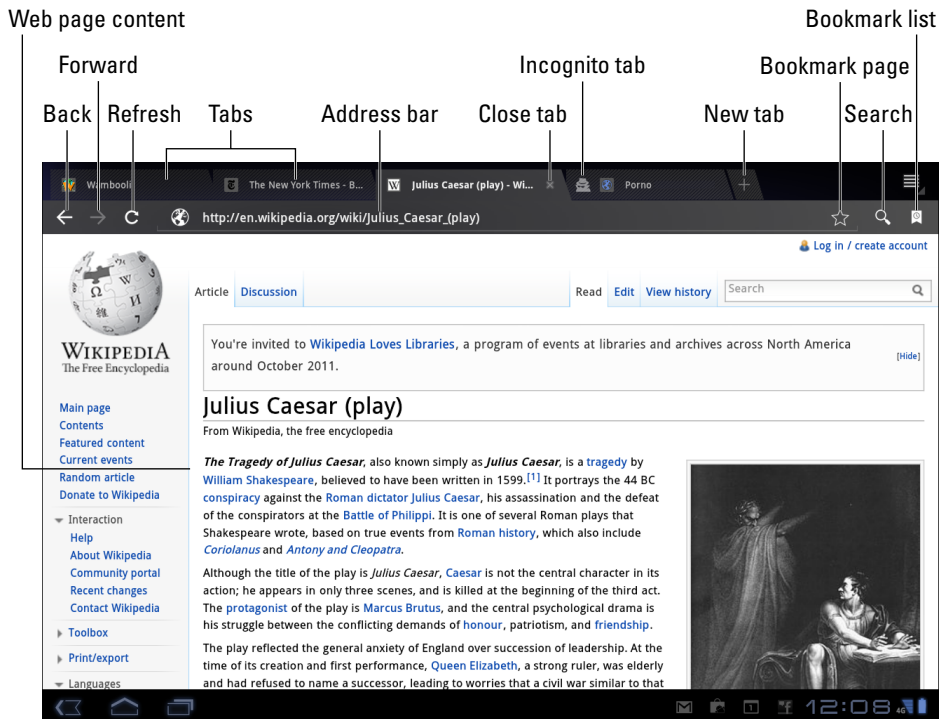 Web page content
Bookmark list
Forward
Incognito tab
Bookmark page
Back Refresh Tabs Address bar Close tab New tab Search
Wambooli
The New York Times - B...
W Julius Caesar (play) - Wi... ×
Porno
+
http://en.wikipedia.org/wiki/Julius_Caesar_(play)
Log in / create account
Article Discussion Read Edit View history Search
WIKIPEDIA
The Free Encyclopedia
Main page
Contents
Featured content
Current events
Random article
Donate to Wikipedia
Interaction
Help
About Wikipedia
Community portal
Recent changes
Contact Wikipedia
Toolbox
Print/export
Languages
You're invited to Wikipedia Loves Libraries, a program of events at libraries and archives across North America
around October 2011.
[Hide]
Julius Caesar (play)
From Wikipedia, the free encyclopedia
The Tragedy of Julius Caesar, also known simply as Julius Caesar, is a tragedy by
William Shakespeare, believed to have been written in 1599.[1] It portrays the 44 BC
conspiracy against the Roman dictator Julius Caesar, his assassination and the defeat
of the conspirators at the Battle of Philippi. It is one of several Roman plays that
Shakespeare wrote, based on true events from Roman history, which also include
Coriolanus and Antony and Cleopatra.
Although the title of the play is Julius Caesar, Caesar is not the central character in its
action; he appears in only three scenes, and is killed at the beginning of the third act.
The protagonist of the play is Marcus Brutus, and the central psychological drama is
his struggle between the conflicting demands of honour, patriotism, and friendship.
The play reflected the general anxiety of England over succession of leadership. At the
time of its creation and first performance, Queen Elizabeth, a strong ruler, was elderly
and had refused to name a successor, leading to worries that a civil war similar to that
1 12:08 4G